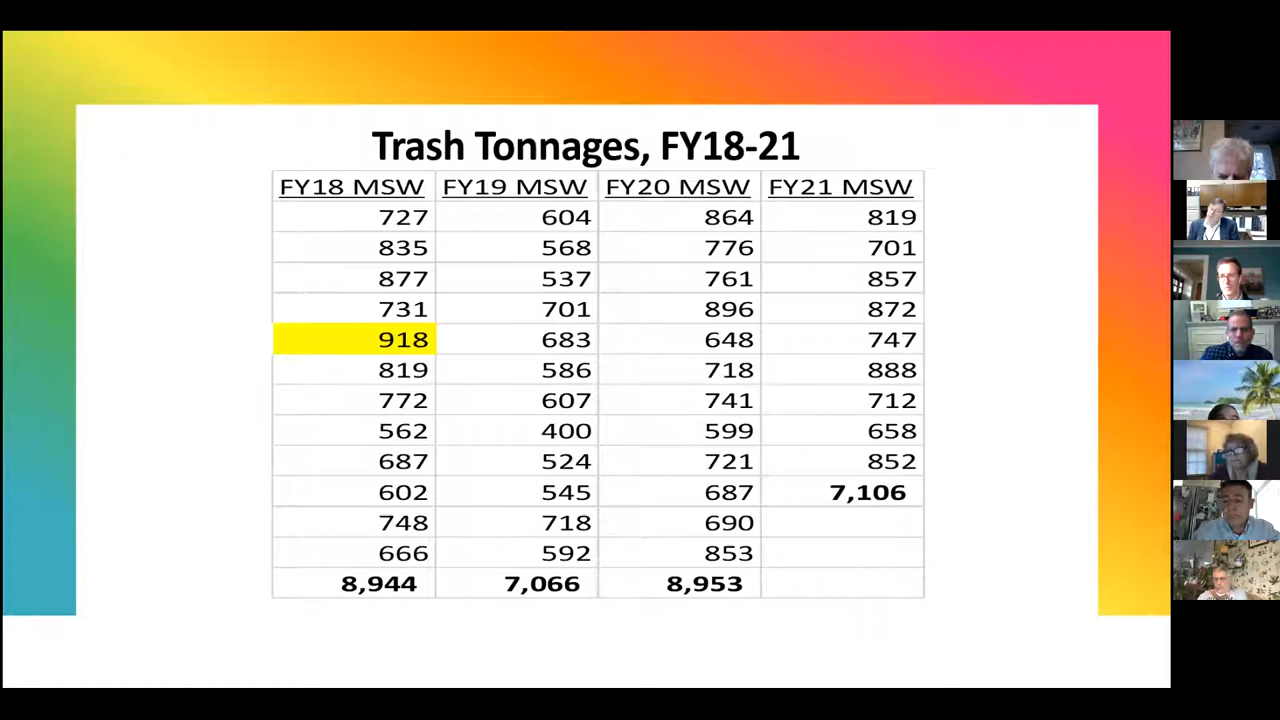 Trash Tonnages, FY18-21
FY18 MSW FY19 MSW FY20 MSW FY21 MSW
727 604 864 819
835 568 776 701
877 537 761 857
731 701 896 872
918 683 648 747
819 586 718 888
772 607 741 712
562 400 599 658
687 524 721 852
602 545 687 7,106
748 718 690
666 592 853
8,944 7,066 8,953